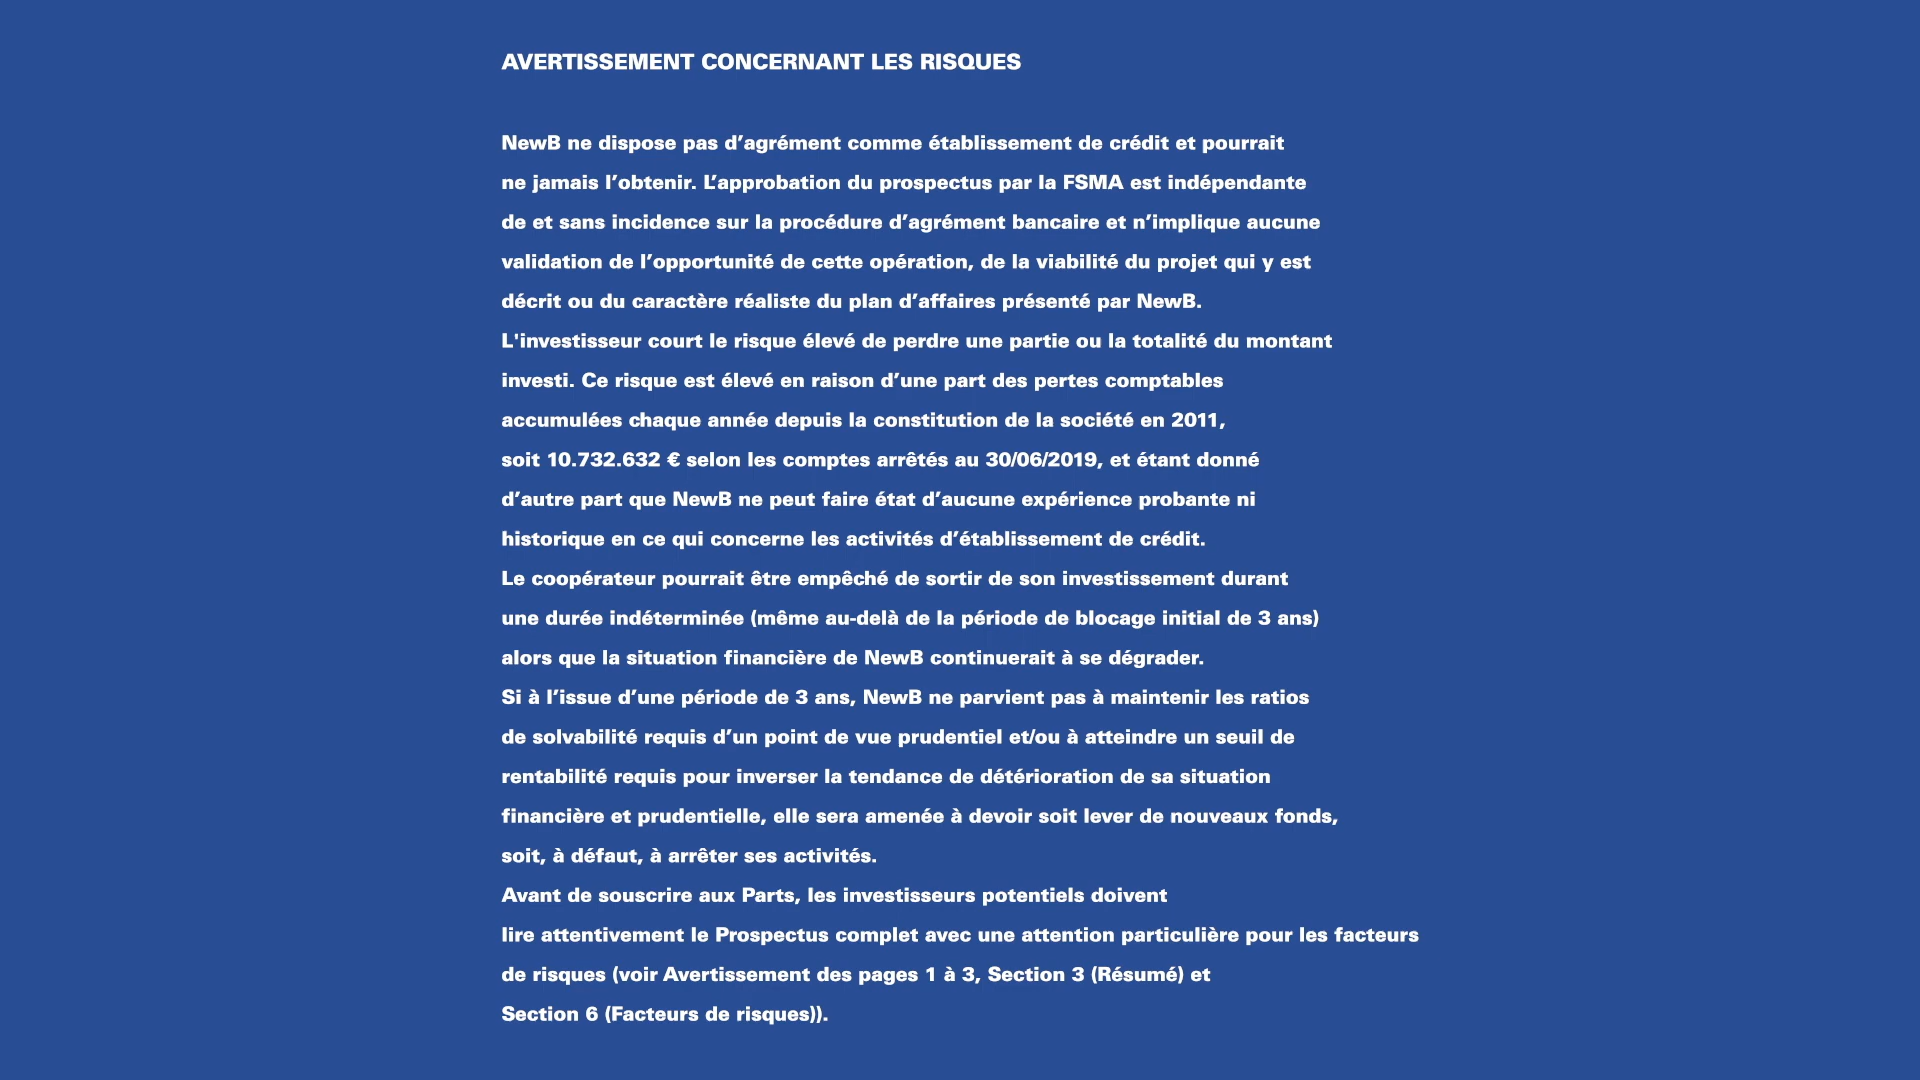 AVERTISSEMENT CONCERNANT LES RISQUES
NewB ne dispose pas d’agrément comme établissement de crédit et pourrait
ne jamais l’obtenir. L’approbation du prospectus par la FSMA est indépendante
de et sans incidence sur la procédure d’agrément bancaire et n’implique aucune
validation de l’opportunité de cette opération, de la viabilité du projet qui y est
décrit ou du caractère réaliste du plan d’affaires présenté par NewB.
L'investisseur court le risque élevé de perdre une partie ou la totalité du montant
investi. Ce risque est élevé en raison d’une part des pertes comptables
accumulées chaque année depuis la constitution de la société en 2011,
soit 10.732.632 € selon les comptes arrêtés au 30/06/2019, et étant donné
d’autre part que NewB ne peut faire état d’aucune expérience probante ni
historique en ce qui concerne les activités d’établissement de crédit.
Le coopérateur pourrait être empêché de sortir de son investissement durant
une durée indéterminée (même au-delà de la période de blocage initial de 3 ans)
alors que la situation financière de NewB continuerait à se dégrader.
Si à l’issue d’une période de 3 ans, NewB ne parvient pas à maintenir les ratios
de solvabilité requis d’un point de vue prudentiel et/ou à atteindre un seuil de
rentabilité requis pour inverser la tendance de détérioration de sa situation
financière et prudentielle, elle sera amenée à devoir soit lever de nouveaux fonds,
soit, à défaut, à arrêter ses activités.
Avant de souscrire aux Parts, les investisseurs potentiels doivent
lire attentivement le Prospectus complet avec une attention particulière pour les facteurs
de risques (voir Avertissement des pages 1 à 3, Section 3 (Résumé) et
Section 6 (Facteurs de risques)).